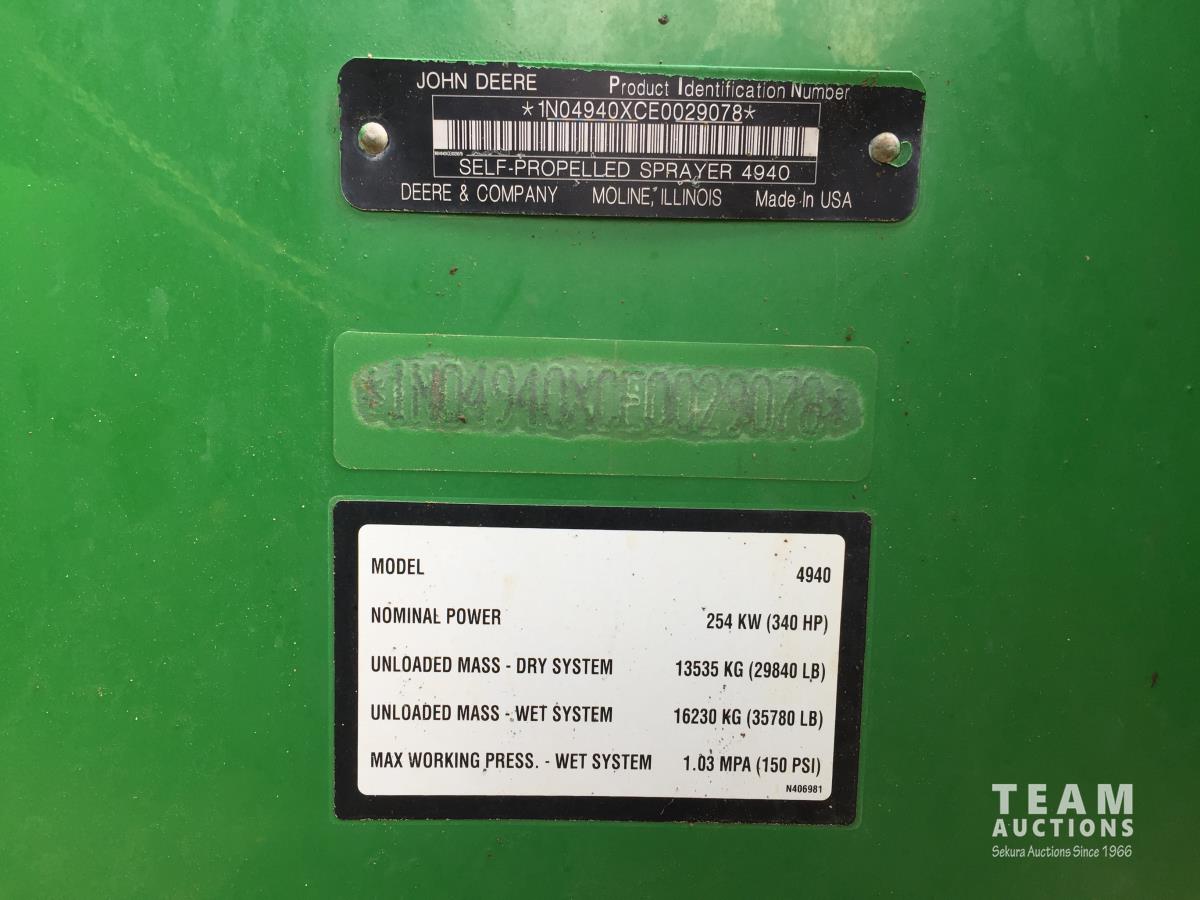 JOHN DEERE Product Identification Number
*1N04940XCE0029078*
SELF-PROPELLED SPRAYER 4940
DEERE & COMPANY MOLINE, ILLINOIS Made In USA
*1N04940XCE0029078*
MODEL 4940
NOMINAL POWER 254 KW (340 HP)
UNLOADED MASS - DRY SYSTEM 13535 KG (29840 LB)
UNLOADED MASS - WET SYSTEM 16230 KG (35780 LB)
MAX WORKING PRESS. - WET SYSTEM 1.03 MPA (150 PSI)
N406981
TEAM
AUCTIONS
Sekura Auctions Since 1966